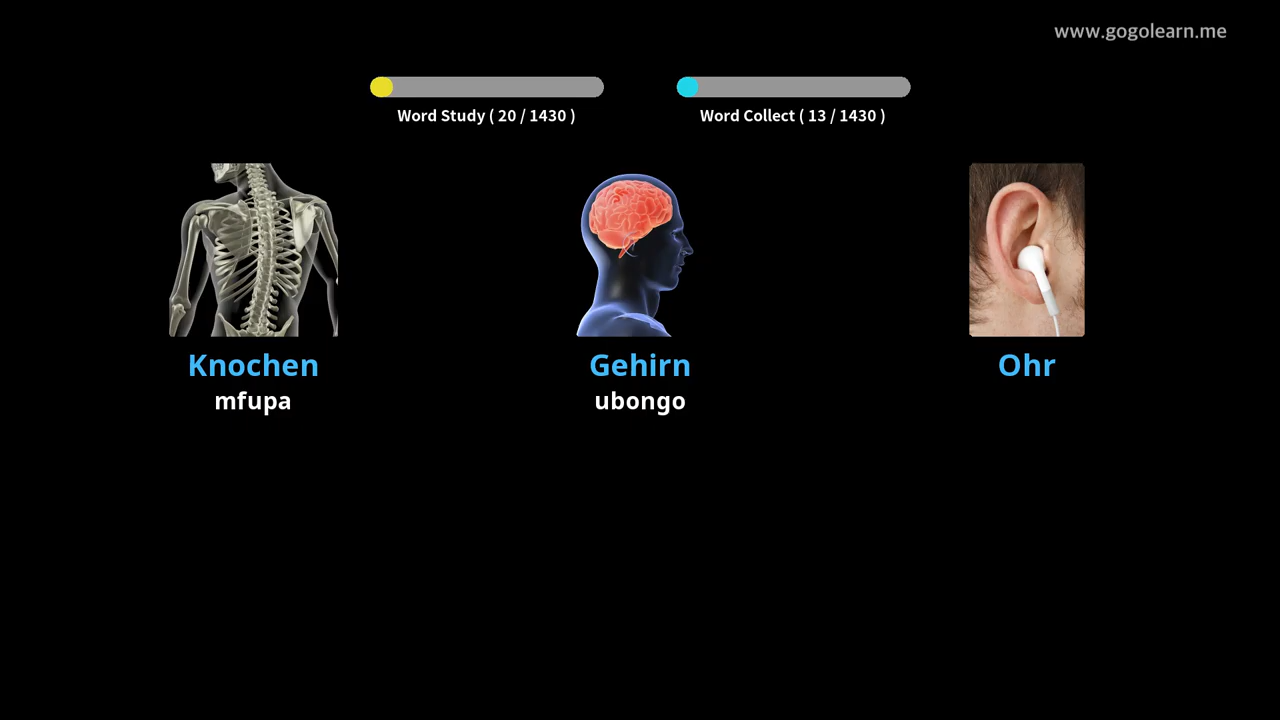 www.gogolearn.me
Word Study ( 20 / 1430 )
Word Collect ( 13 / 1430 )
Knochen
mfupa
Gehirn
ubongo
Ohr